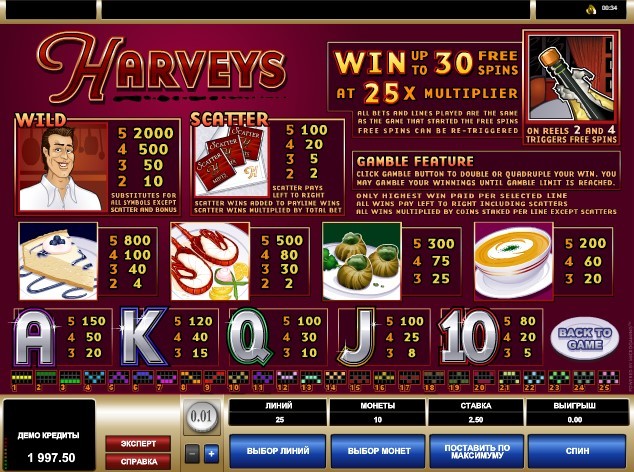 00:34
HARVEYS
WIN UP TO 30 FREE SPINS
AT 25X MULTIPLIER
ALL BETS AND LINES PLAYED ARE THE SAME
AS THE GAME THAT STARTED THE FREE SPINS
FREE SPINS CAN BE RE-TRIGGERED
ON REELS 2 AND 4
TRIGGERS FREE SPINS
WILD
5 2000
4 500
3 50
2 10
SUBSTITUTES FOR
ALL SYMBOLS EXCEPT
SCATTER AND BONUS
SCATTER
5 100
4 20
3 5
2 2
SCATTER PAYS
LEFT TO RIGHT
SCATTER WINS ADDED TO PAYLINE WINS
SCATTER WINS MULTIPLIED BY TOTAL BET
GAMBLE FEATURE
CLICK GAMBLE BUTTON TO DOUBLE OR QUADRUPLE YOUR WIN. YOU
MAY GAMBLE YOUR WINNINGS UNTIL GAMBLE LIMIT IS REACHED.
ONLY HIGHEST WIN PAID PER SELECTED LINE
ALL WINS PAY LEFT TO RIGHT INCLUDING SCATTERS
ALL WINS MULTIPLIED BY COINS STAKED PER LINE EXCEPT SCATTERS
5 800
4 100
3 40
2 4
5 500
4 80
3 30
2 2
5 300
4 75
3 25
5 200
4 60
3 20
A
5 150
4 50
3 20
K
5 120
4 40
3 15
Q
5 100
4 30
3 10
J
5 100
4 25
3 8
10
5 80
4 20
3 5
BACK TO
GAME
1 2 3 4 5 6 7 8 9 10 11 12 13 14 15 16 17 18 19 20 21 22 23 24 25
ДЕМО КРЕДИТЫ
1 997.50
ЭКСПЕРТ
СПРАВКА
0.01
- +
ЛИНИЙ
25
МОНЕТЫ
10
СТАВКА
2.50
ВЫИГРЫШ
0.00
ВЫБОР ЛИНИЙ
ВЫБОР МОНЕТ
ПОСТАВИТЬ ПО
МАКСИМУМУ
СПИН